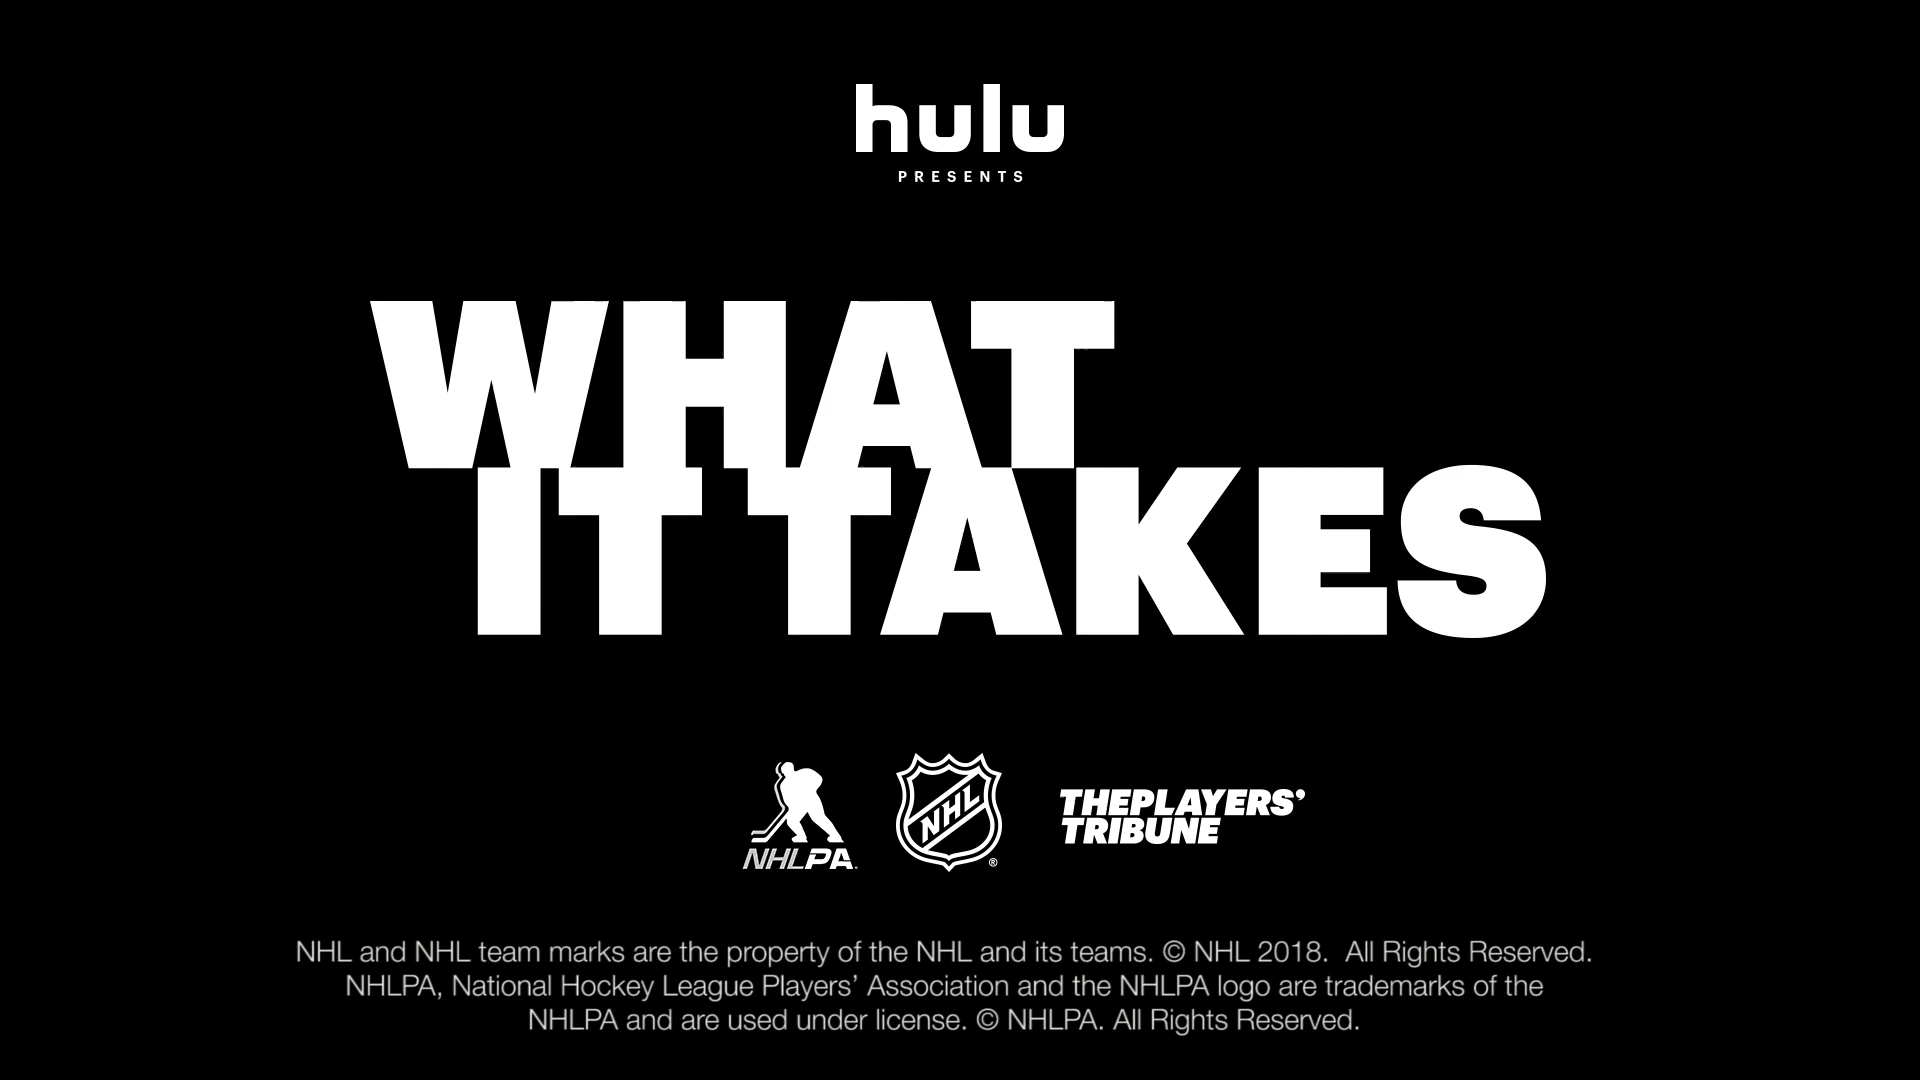 hulu
PRESENTS
WHAT
IT TAKES
NHLPA
NHL
®
THEPLAYERS’
TRIBUNE
NHL and NHL team marks are the property of the NHL and its teams. © NHL 2018.  All Rights Reserved.
NHLPA, National Hockey League Players’ Association and the NHLPA logo are trademarks of the
NHLPA and are used under license. © NHLPA. All Rights Reserved.